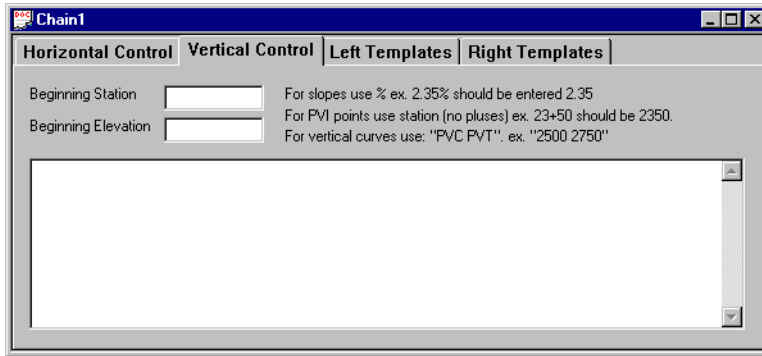 Chain1
Horizontal Control Vertical Control Left Templates Right Templates
Beginning Station For slopes use % ex. 2.35% should be entered 2.35
For PVI points use station (no pluses) ex. 23+50 should be 2350.
Beginning Elevation
For vertical curves use: "PVC PVT". ex. "2500 2750"